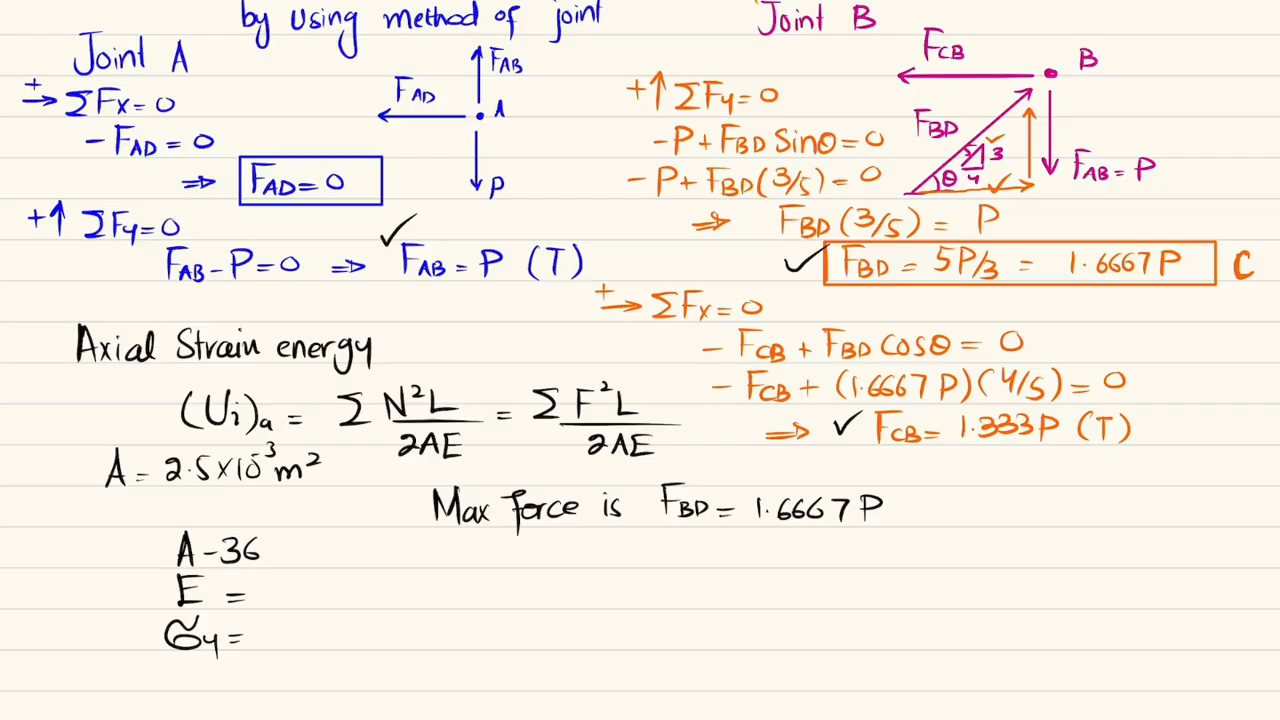 by using method of joint
Joint A
+→ ΣFx = 0
- FAD = 0
⇒ FAD = 0
+↑ ΣFy = 0
FAB - P = 0 ⇒ FAB = P (T)
FAB
FAD
A
P
Joint B
FCB
B
FBD
5
3
4
θ
FAB = P
+↑ ΣFy = 0
-P + FBD Sinθ = 0
-P + FBD (3/5) = 0
⇒ FBD (3/5) = P
FBD = 5P/3 = 1.6667 P C
+→ ΣFx = 0
- FCB + FBD Cosθ = 0
- FCB + (1.6667 P)(4/5) = 0
⇒ FCB = 1.333P (T)
Axial Strain energy
(Ui)a = Σ N²L/2AE = Σ F²L/2AE
A = 2.5×10³ m²
Max force is FBD = 1.6667 P
A-36
E =
σy =